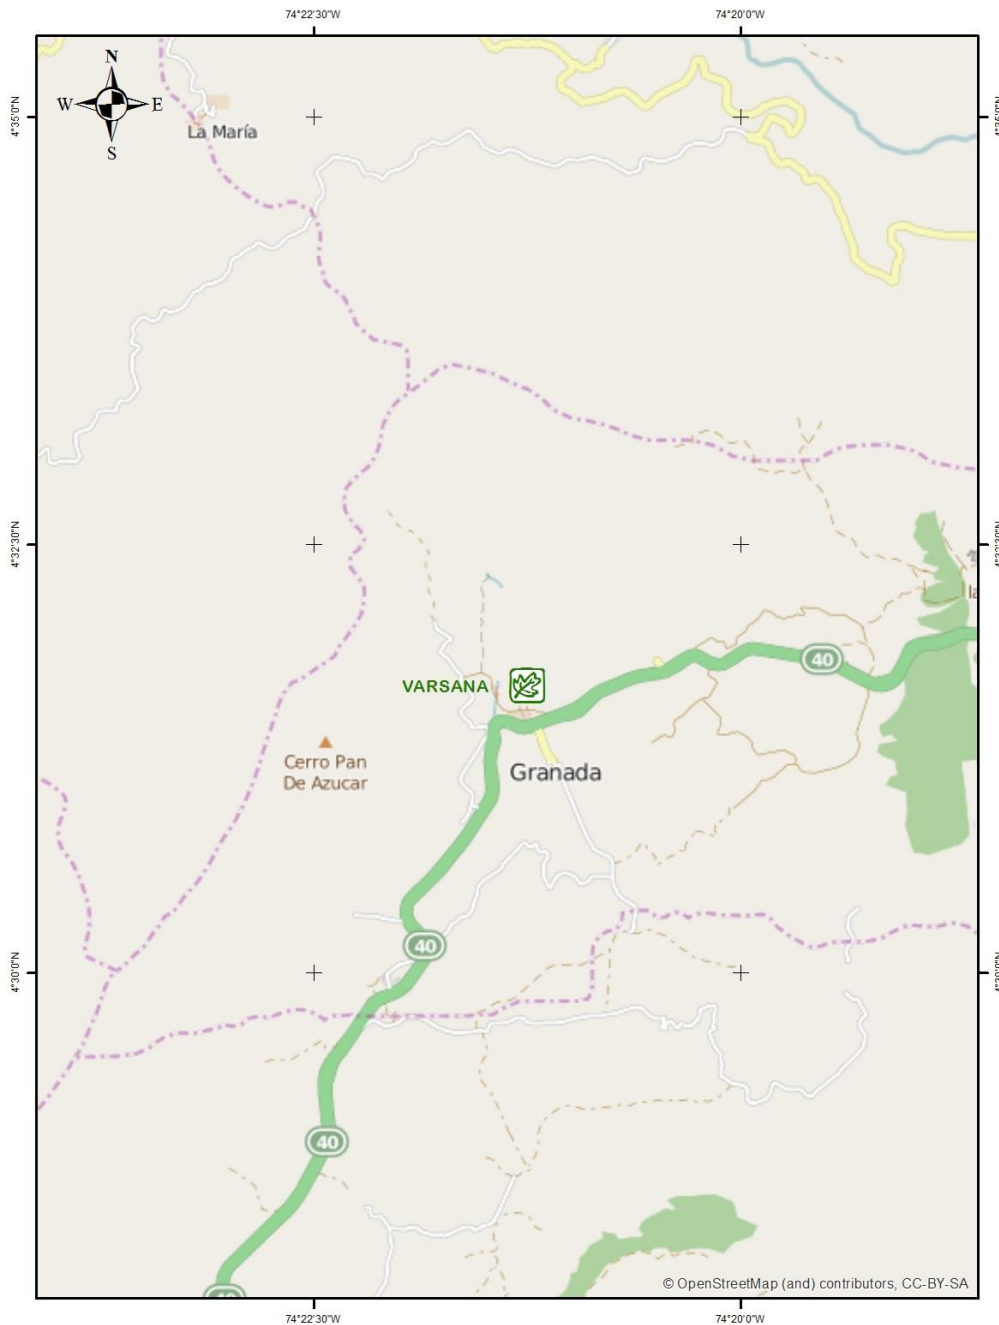 74°22'30"W
74°20'0"W
N
W
E
S
4°35'0"N
La María
4°32'30"N
la
40
VARSANA
Cerro Pan
De Azucar
Granada
40
4°30'0"N
40
© OpenStreetMap (and) contributors, CC-BY-SA
74°22'30"W
74°20'0"W